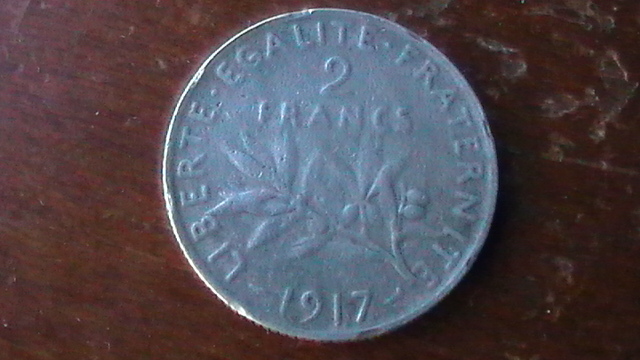 LIBERTE · EGALITE · FRATERNITE
2
FRANCS
1917